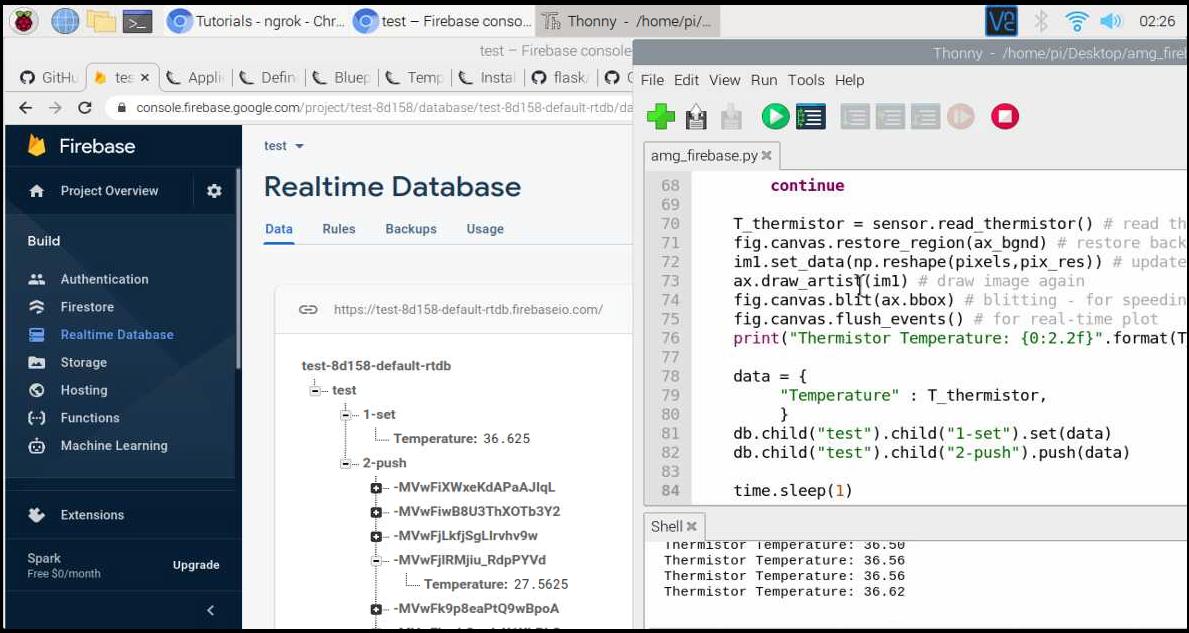 Tutorials - ngrok - Chr...
test – Firebase conso...
Thonny - /home/pi/...
VNC
02:26
test – Firebase console
Thonny - /home/pi/Desktop/amg_fireb
GitHu
tes
Appli
Defin
Bluep
Temp
Instal
flask
console.firebase.google.com/project/test-8d158/database/test-8d158-default-rtdb/da
File Edit View Run Tools Help
Firebase
test
amg_firebase.py
Project Overview
Realtime Database
Data
Rules
Backups
Usage
Build
Authentication
Firestore
Realtime Database
Storage
Hosting
Functions
Machine Learning
Extensions
Spark
Free $0/month
Upgrade
https://test-8d158-default-rtdb.firebaseio.com/
test-8d158-default-rtdb
test
1-set
Temperature: 36.625
2-push
-MVwFiXWxeKdAPaAJIqL
-MVwFiwB8U3ThXOTb3Y2
-MVwFjLkfjSgLIrvhv9w
-MVwFjlRMjiu_RdpPYVd
Temperature: 27.5625
-MVwFk9p8eaPtQ9wBpoA
68 continue
69
70 T_thermistor = sensor.read_thermistor() # read th
71 fig.canvas.restore_region(ax_bgnd) # restore back
72 im1.set_data(np.reshape(pixels,pix_res)) # update
73 ax.draw_artist(im1) # draw image again
74 fig.canvas.blit(ax.bbox) # blitting - for speedin
75 fig.canvas.flush_events() # for real-time plot
76 print("Thermistor Temperature: {0:2.2f}".format(T
77
78 data = {
79 "Temperature" : T_thermistor,
80 }
81 db.child("test").child("1-set").set(data)
82 db.child("test").child("2-push").push(data)
83
84 time.sleep(1)
Shell
Thermistor Temperature: 36.50
Thermistor Temperature: 36.56
Thermistor Temperature: 36.56
Thermistor Temperature: 36.62